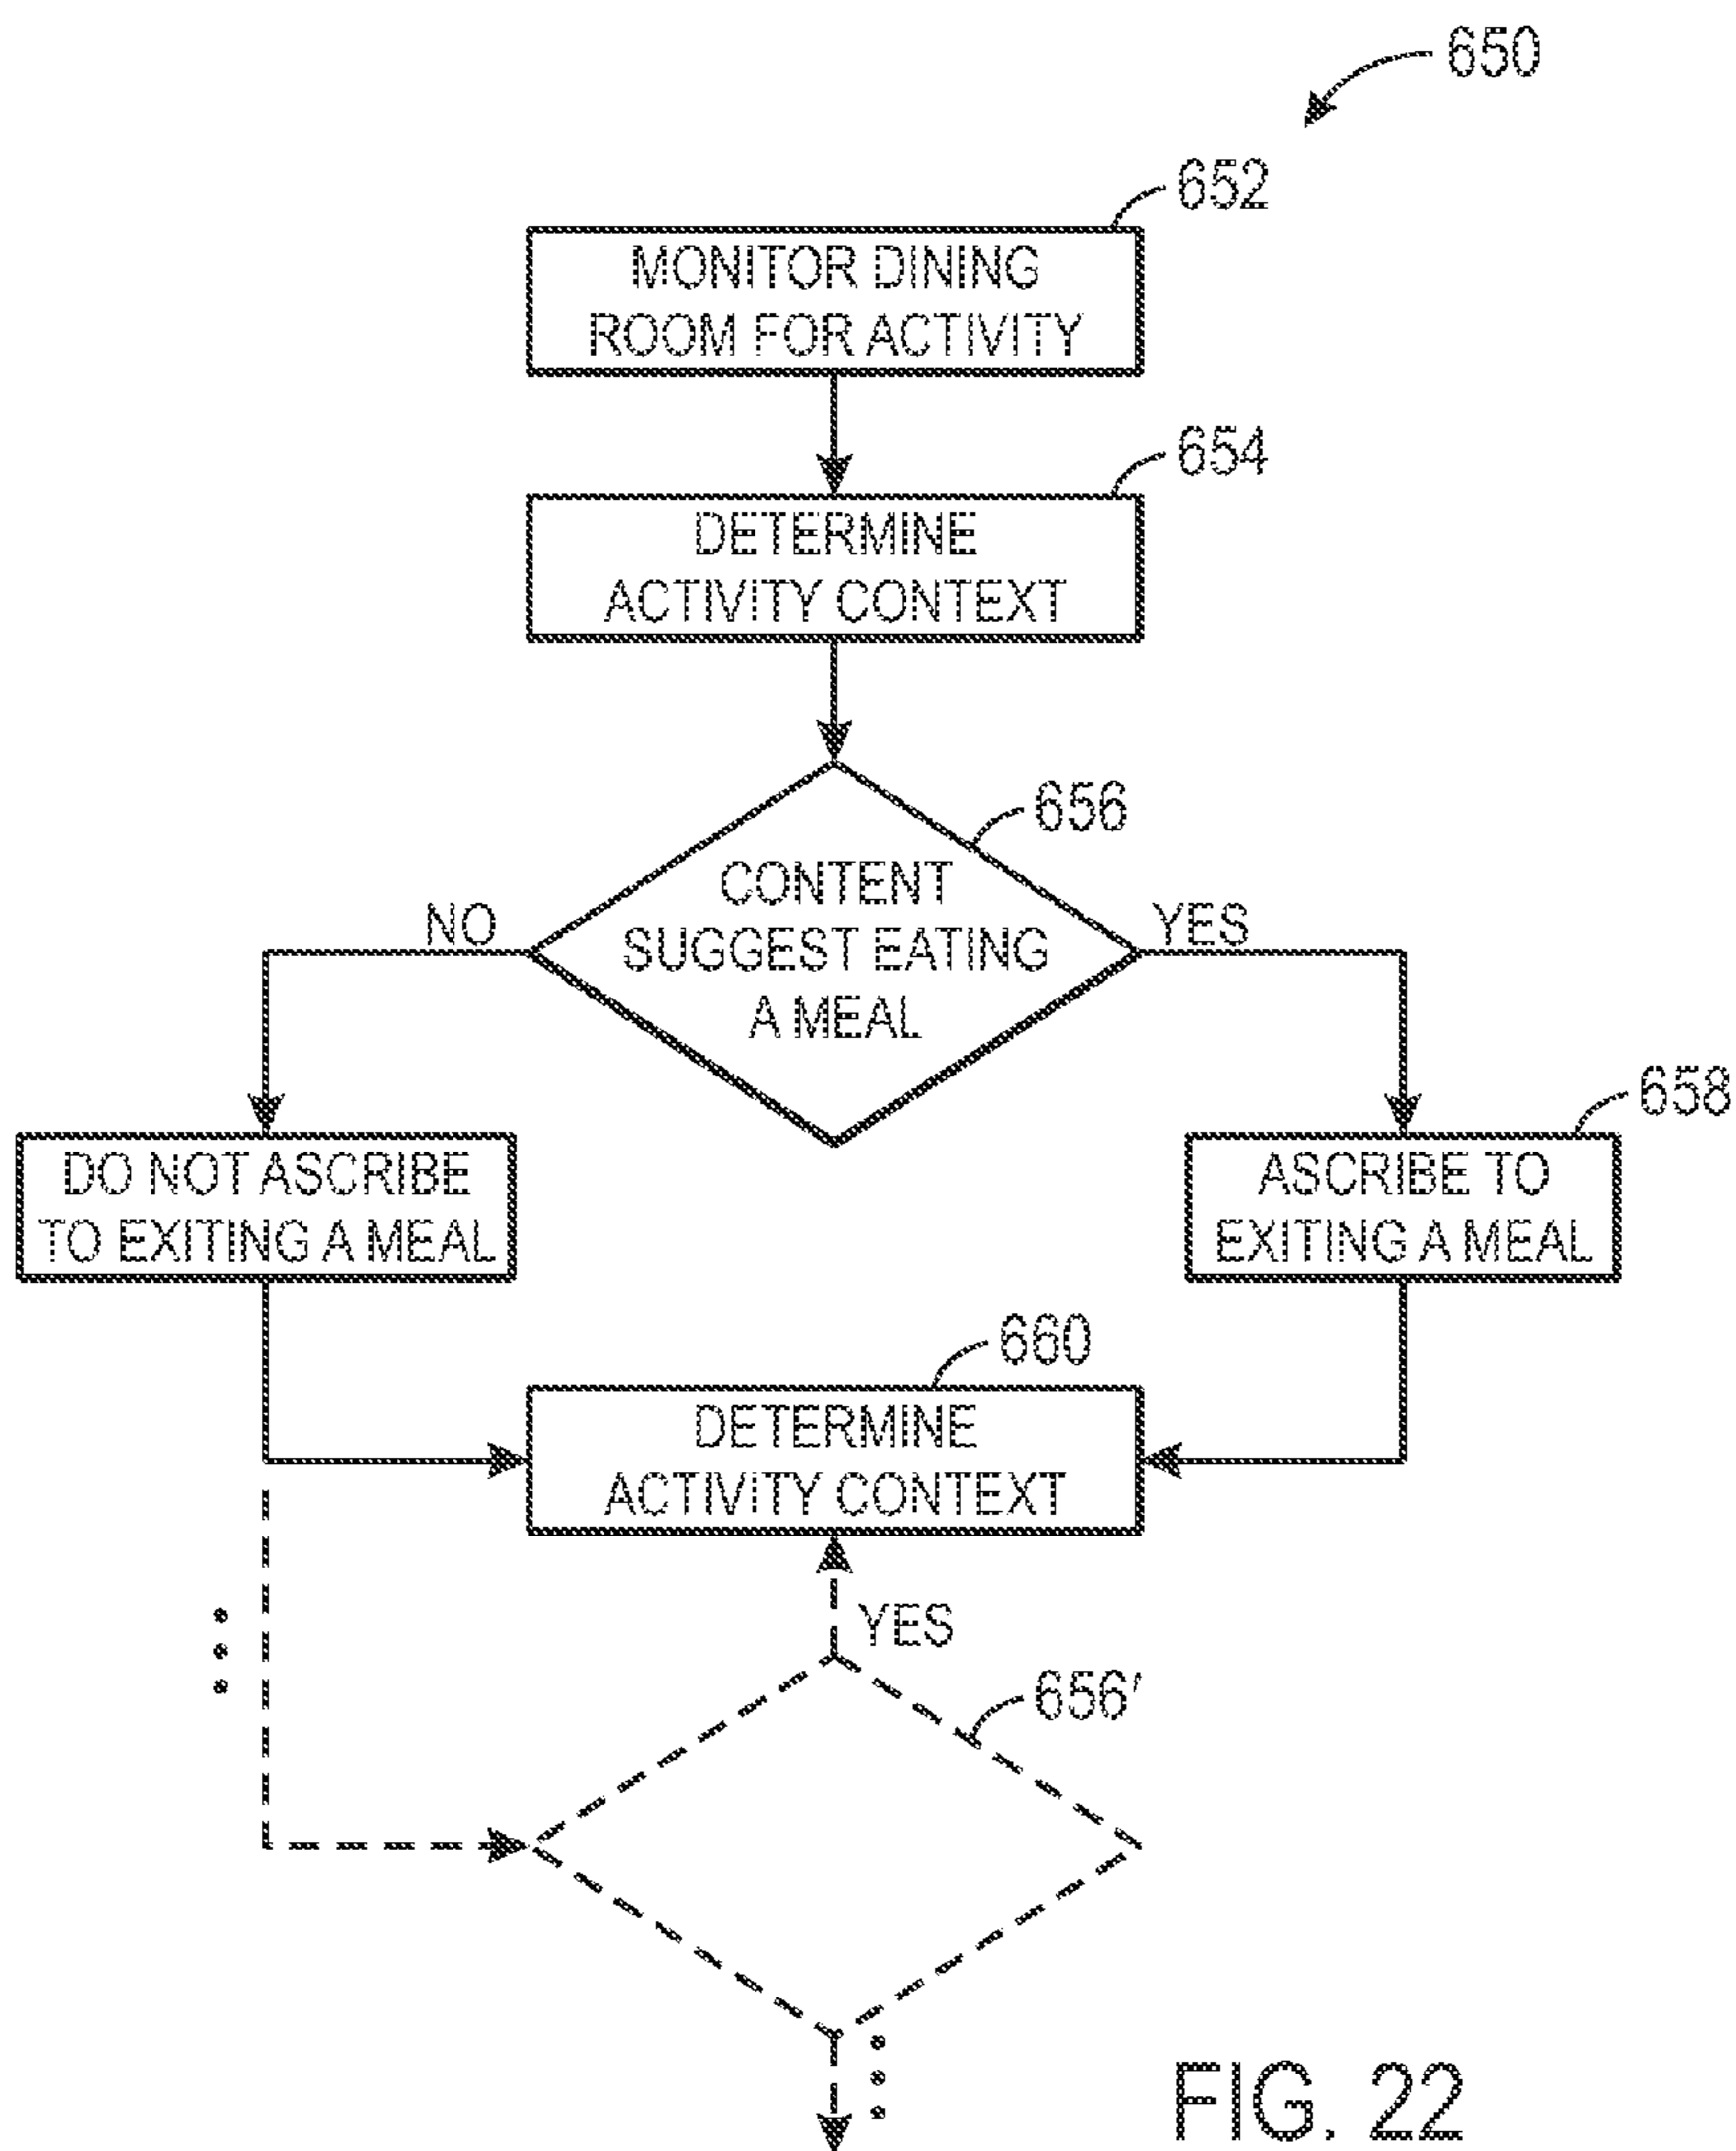 650
652
MONITOR DINING
ROOM FOR ACTIVITY
654
DETERMINE
ACTIVITY CONTEXT
656
CONTENT
SUGGEST EATING
A MEAL
NO
YES
658
DO NOT ASCRIBE
TO EXITING A MEAL
ASCRIBE TO
EXITING A MEAL
660
DETERMINE
ACTIVITY CONTEXT
YES
656'
FIG. 22